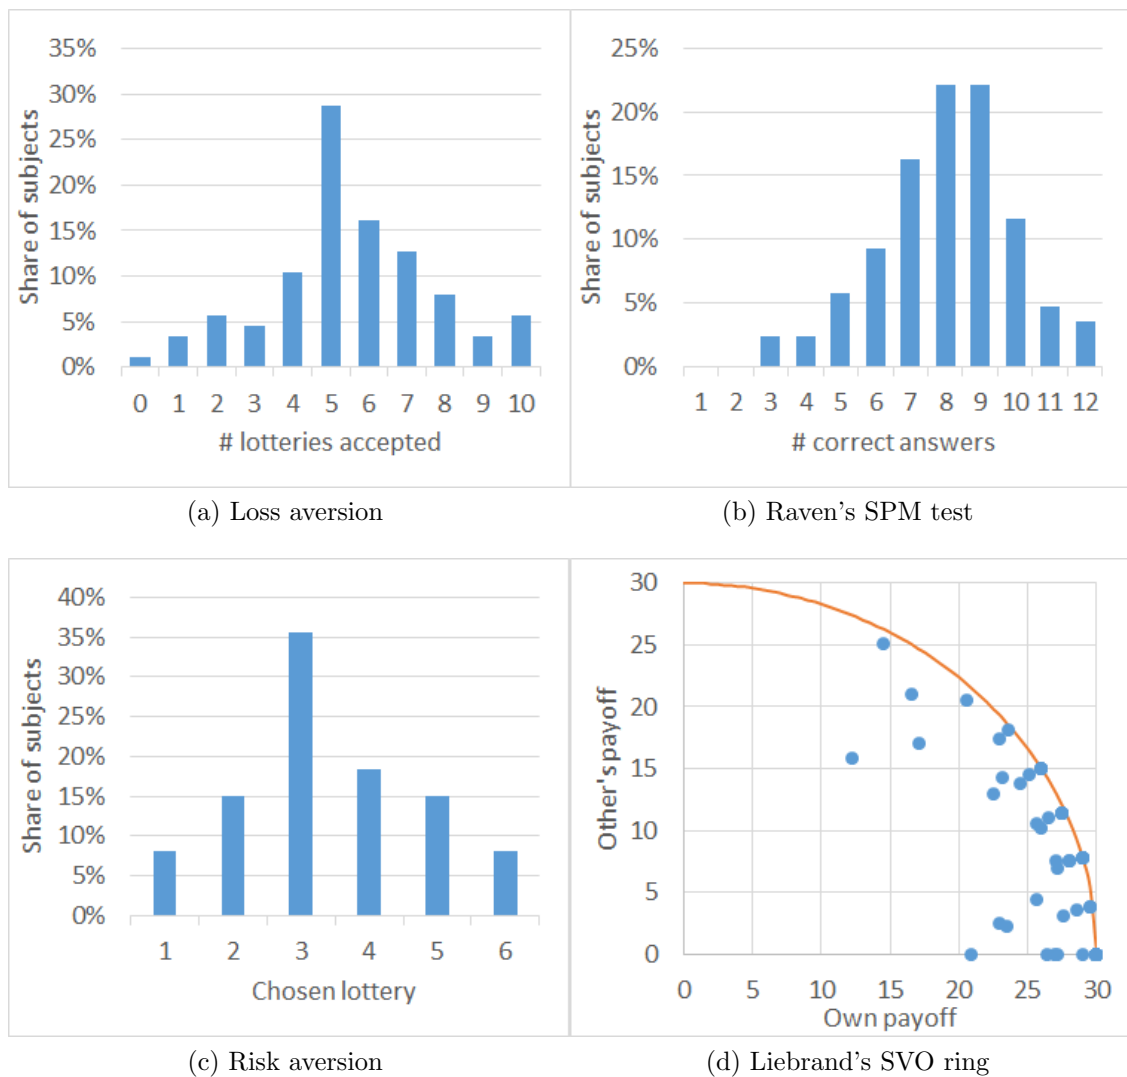 35%
30%
25%
20%
15%
10%
5%
0%
Share of subjects
0 1 2 3 4 5 6 7 8 9 10
# lotteries accepted
(a) Loss aversion
25%
20%
15%
10%
5%
0%
Share of subjects
1 2 3 4 5 6 7 8 9 10 11 12
# correct answers
(b) Raven's SPM test
40%
35%
30%
25%
20%
15%
10%
5%
0%
Share of subjects
1 2 3 4 5 6
Chosen lottery
(c) Risk aversion
30
25
20
15
10
5
0
Other's payoff
0 5 10 15 20 25 30
Own payoff
(d) Liebrand's SVO ring